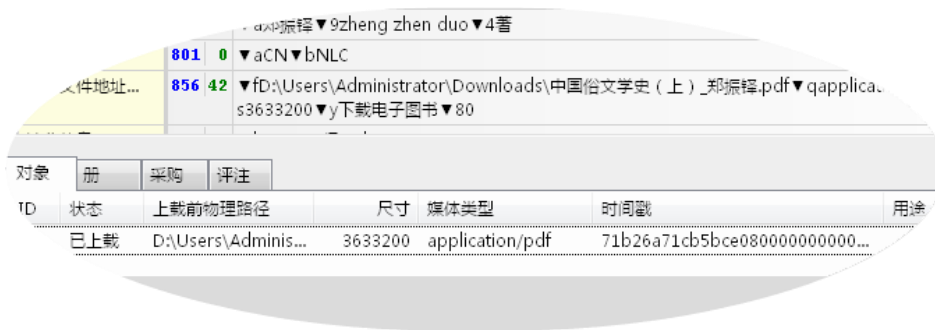 ▼a郑振铎▼9zheng zhen duo▼4著
801 0 ▼aCN▼bNLC
文件地址... 856 42 ▼fD:\Users\Administrator\Downloads\中国俗文学史(上)_郑振铎.pdf▼qapplica
s3633200▼y下载电子图书▼80
对象 册 采购 评注
ID 状态 上载前物理路径 尺寸 媒体类型 时间戳 用途
已上载 D:\Users\Adminis... 3633200 application/pdf 71b26a71cb5bce080000000000...